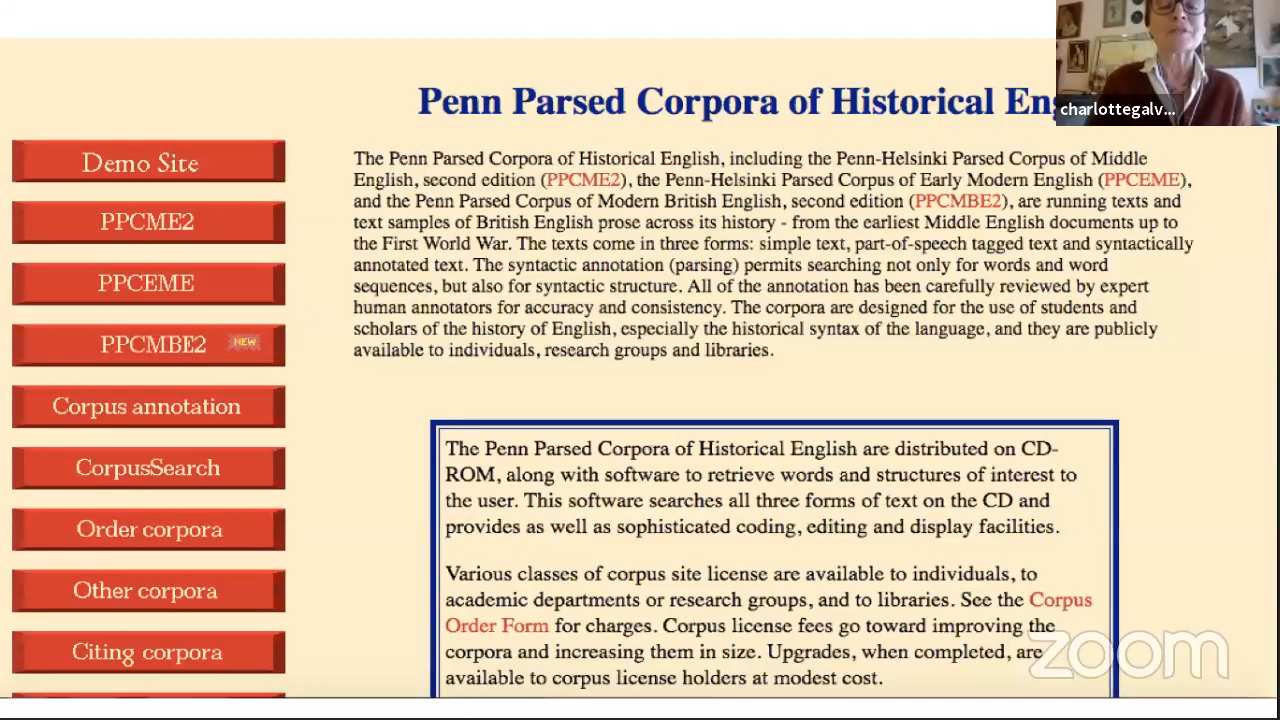 Penn Parsed Corpora of Historical En
charlottegalv...
Demo Site
PPCME2
PPCEME
PPCMBE2 NEW
Corpus annotation
CorpusSearch
Order corpora
Other corpora
Citing corpora
The Penn Parsed Corpora of Historical English, including the Penn-Helsinki Parsed Corpus of Middle
English, second edition (PPCME2), the Penn-Helsinki Parsed Corpus of Early Modern English (PPCEME),
and the Penn Parsed Corpus of Modern British English, second edition (PPCMBE2), are running texts and
text samples of British English prose across its history - from the earliest Middle English documents up to
the First World War. The texts come in three forms: simple text, part-of-speech tagged text and syntactically
annotated text. The syntactic annotation (parsing) permits searching not only for words and word
sequences, but also for syntactic structure. All of the annotation has been carefully reviewed by expert
human annotators for accuracy and consistency. The corpora are designed for the use of students and
scholars of the history of English, especially the historical syntax of the language, and they are publicly
available to individuals, research groups and libraries.
The Penn Parsed Corpora of Historical English are distributed on CD-
ROM, along with software to retrieve words and structures of interest to
the user. This software searches all three forms of text on the CD and
provides as well as sophisticated coding, editing and display facilities.
Various classes of corpus site license are available to individuals, to
academic departments or research groups, and to libraries. See the Corpus
Order Form for charges. Corpus license fees go toward improving the
corpora and increasing them in size. Upgrades, when completed, are
available to corpus license holders at modest cost.
zoom